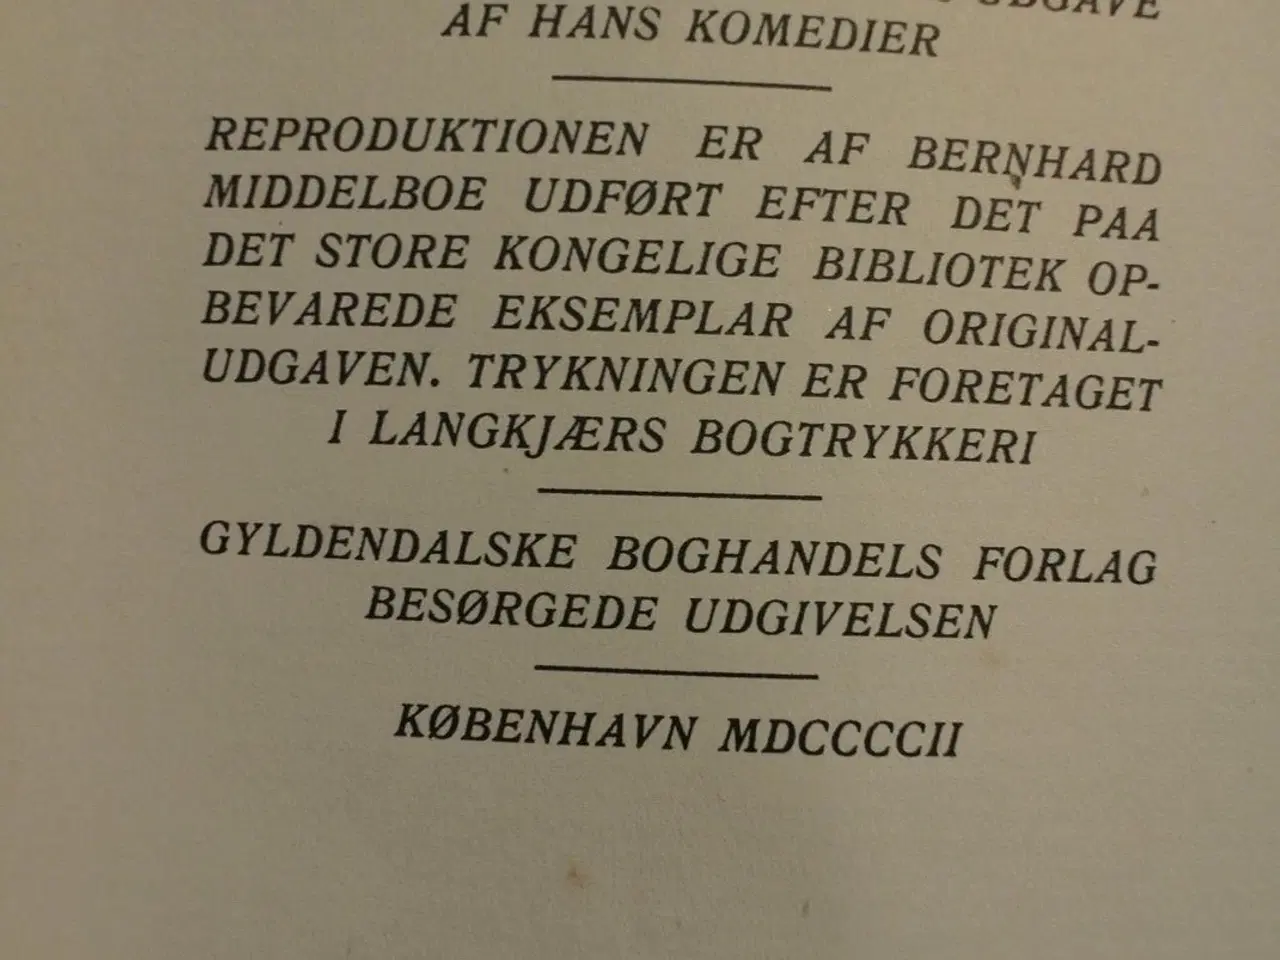 UDGAVE
AF HANS KOMEDIER
REPRODUKTIONEN ER AF BERNHARD
MIDDELBOE UDFØRT EFTER DET PAA
DET STORE KONGELIGE BIBLIOTEK OP-
BEVAREDE EKSEMPLAR AF ORIGINAL-
UDGAVEN. TRYKNINGEN ER FORETAGET
I LANGKJÆRS BOGTRYKKERI
GYLDENDALSKE BOGHANDELS FORLAG
BESØRGEDE UDGIVELSEN
KØBENHAVN MDCCCCII